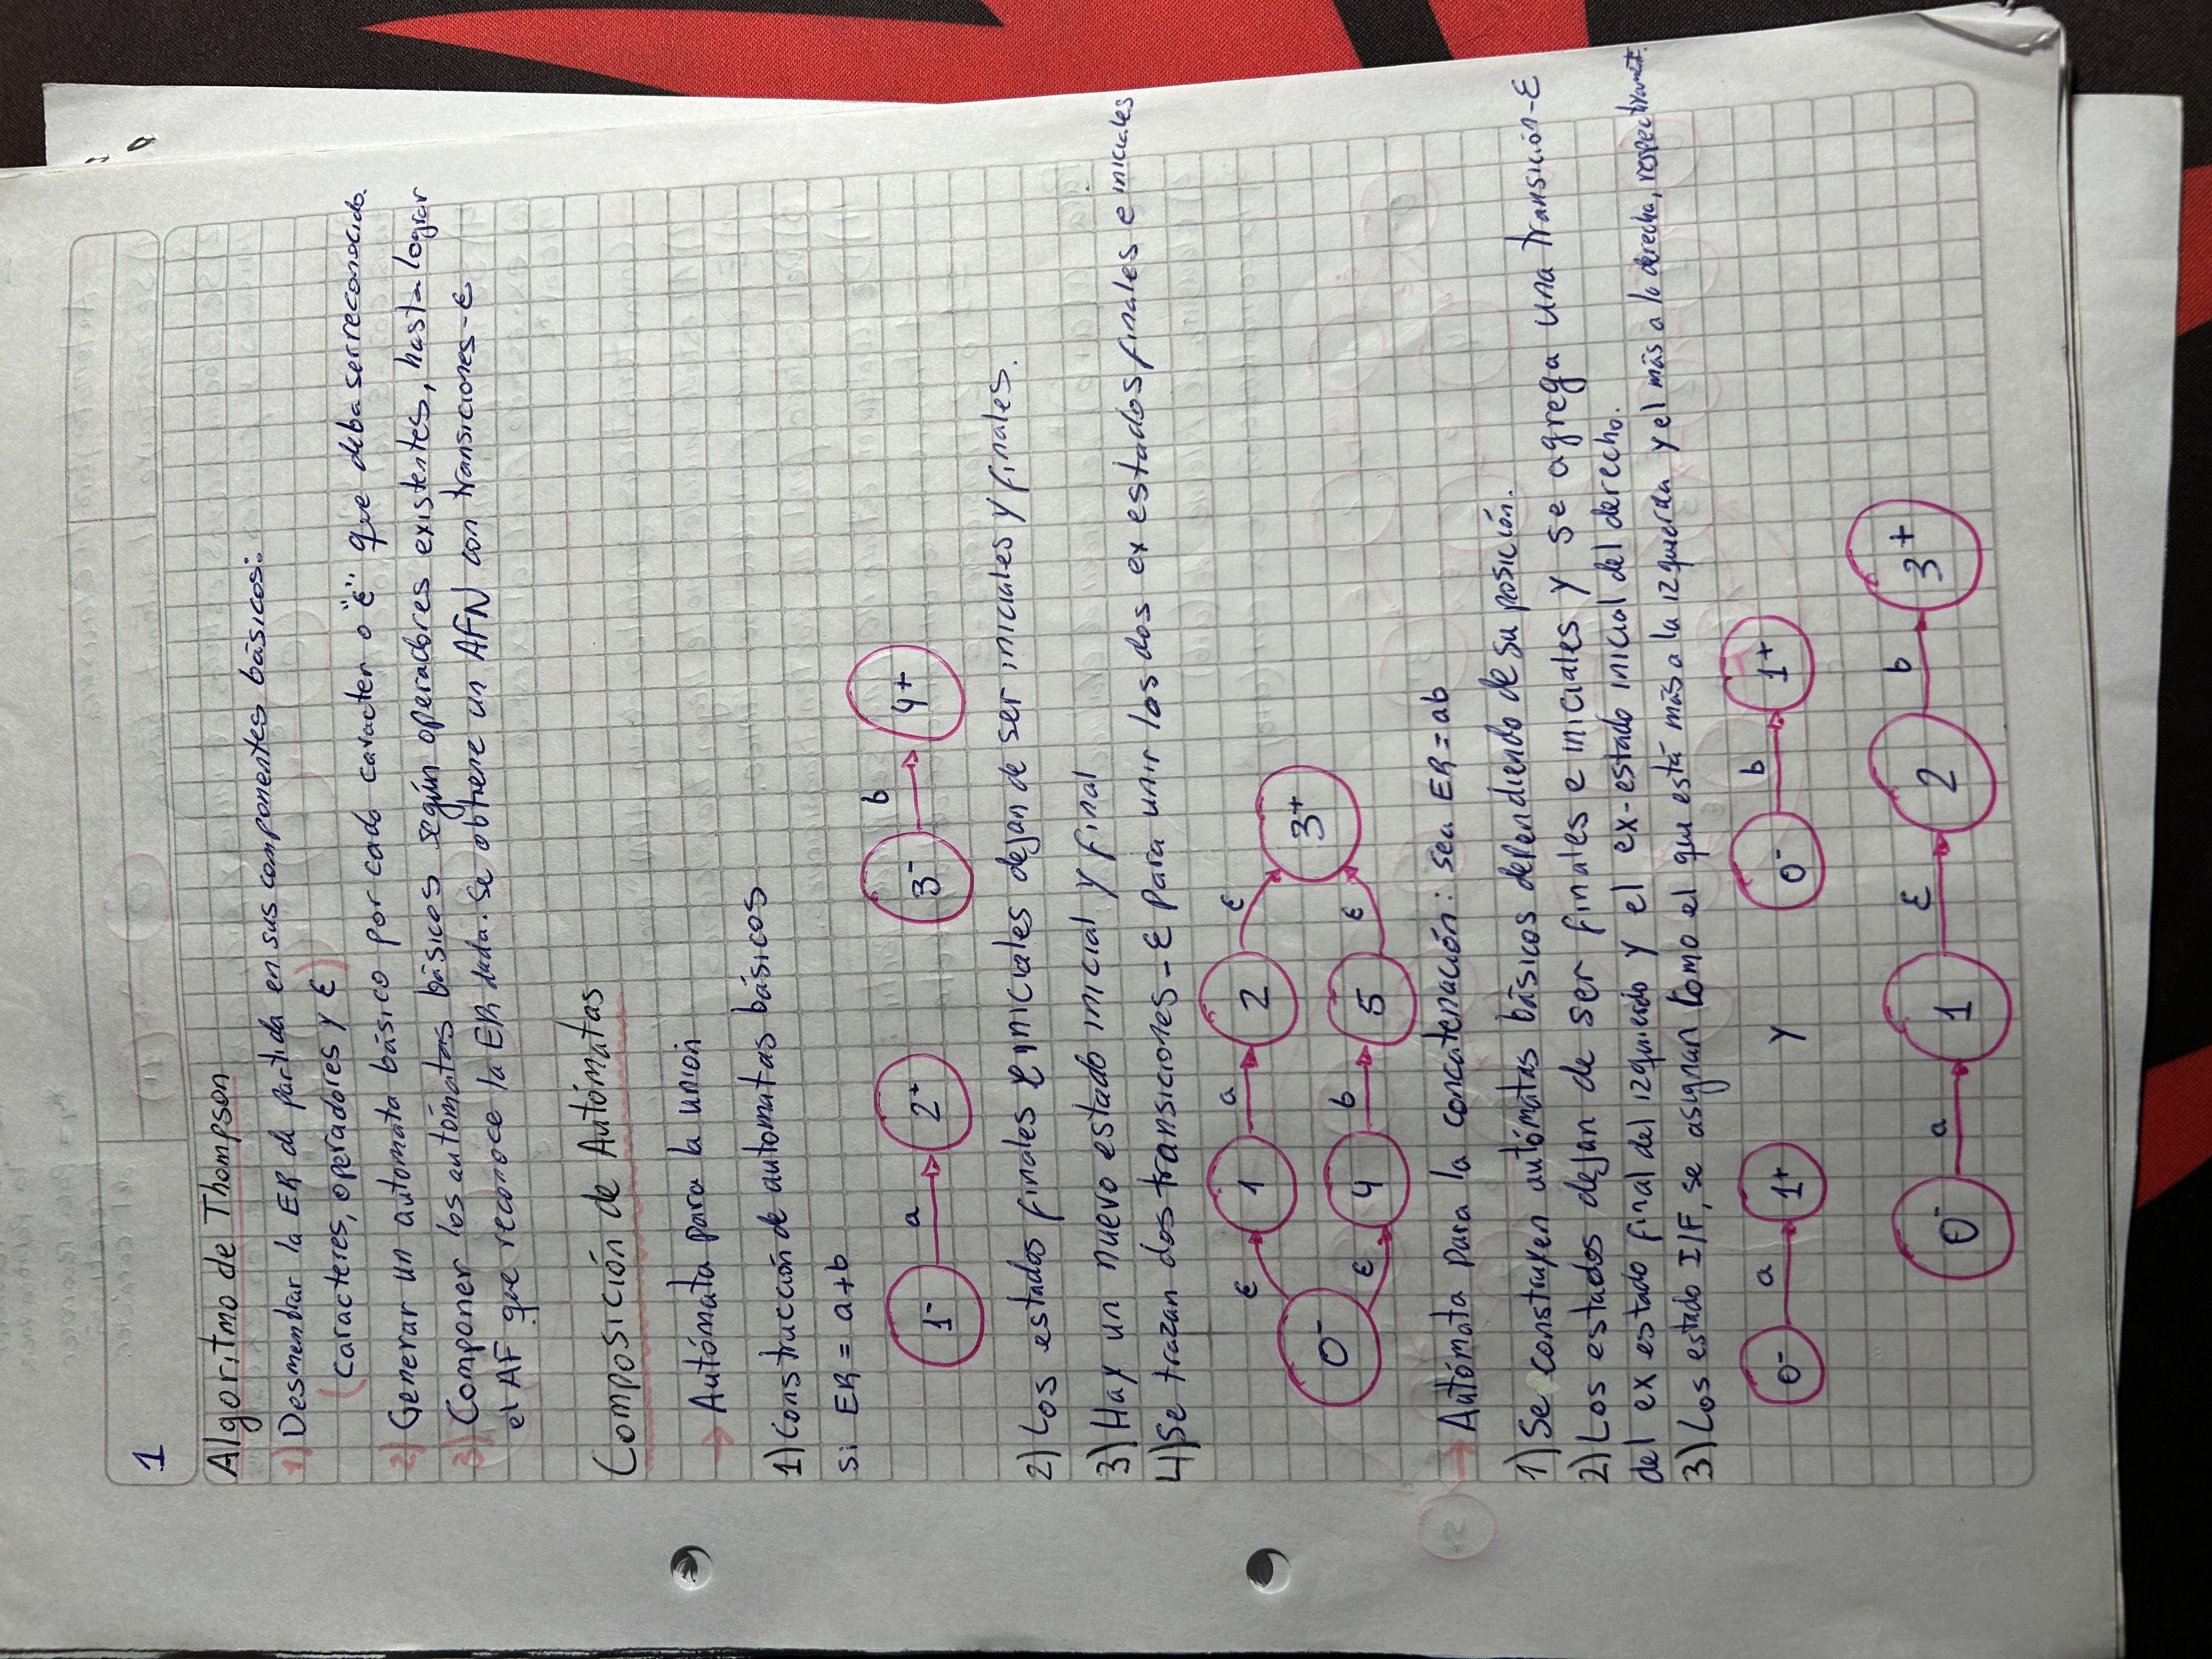 1
Algoritmo de Thompson
1) Desmembrar la ER de partida en sus componentes básicos:
(caracteres, operadores y ε)
2) Generar un automata básico por cada caracter o "ε" que deba ser reconocido.
3) Componer los autómatas básicos según operadores existentes, hasta lograr
el AF que reconoce la ER dada. Se obtiene un AFN con transiciones-ε
Composición de Autómatas
→ Autómata para la unión
1) Construcción de automatas básicos
si ER = a+b
1- a 2+ 3- b 4+
2) Los estados finales e iniciales dejan de ser iniciales y finales.
3) Hay un nuevo estado inicial y final
4) Se trazan dos transiciones-ε para unir los dos ex estados finales e iniciales
ε 1 a 2 ε
0- 3+
ε 4 b 5 ε
→ Autómata para la concatenación: sea ER = ab
1) Se construyen autómatas básicos dependiendo de su posición.
2) Los estados dejan de ser finales e iniciales y se agrega una transición-ε
del ex estado final del izquierdo y el ex-estado inicial del derecho.
3) Los estado I/F, se asignan como el que está más a la izquierda y el más a la derecha, respectivament.
0- a 1+ y 0- b 1+
0- a 1 ε 2 b 3+